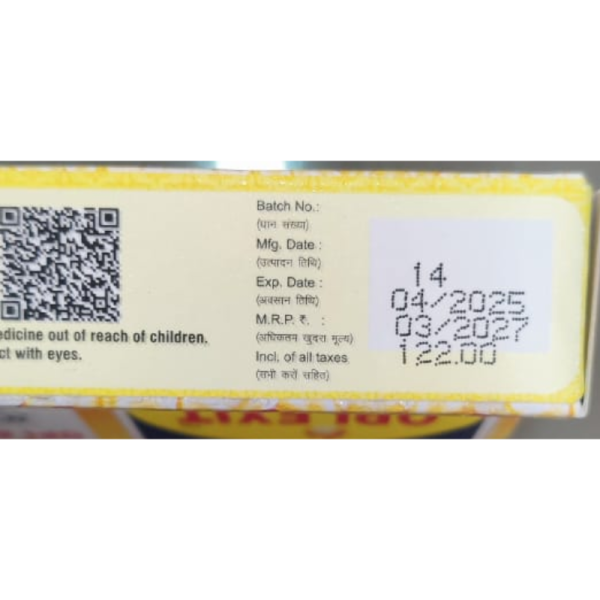 Batch No.:
(घान संख्या)
Mfg. Date :
(उत्पादन तिथि)
Exp. Date :
(अवसान तिथि)
M.R.P. ₹. :
(अधिकतम खुदरा मूल्य)
Incl. of all taxes
(सभी करों सहित)
14
04/2025
03/2027
122.00
edicine out of reach of children.
ct with eyes.